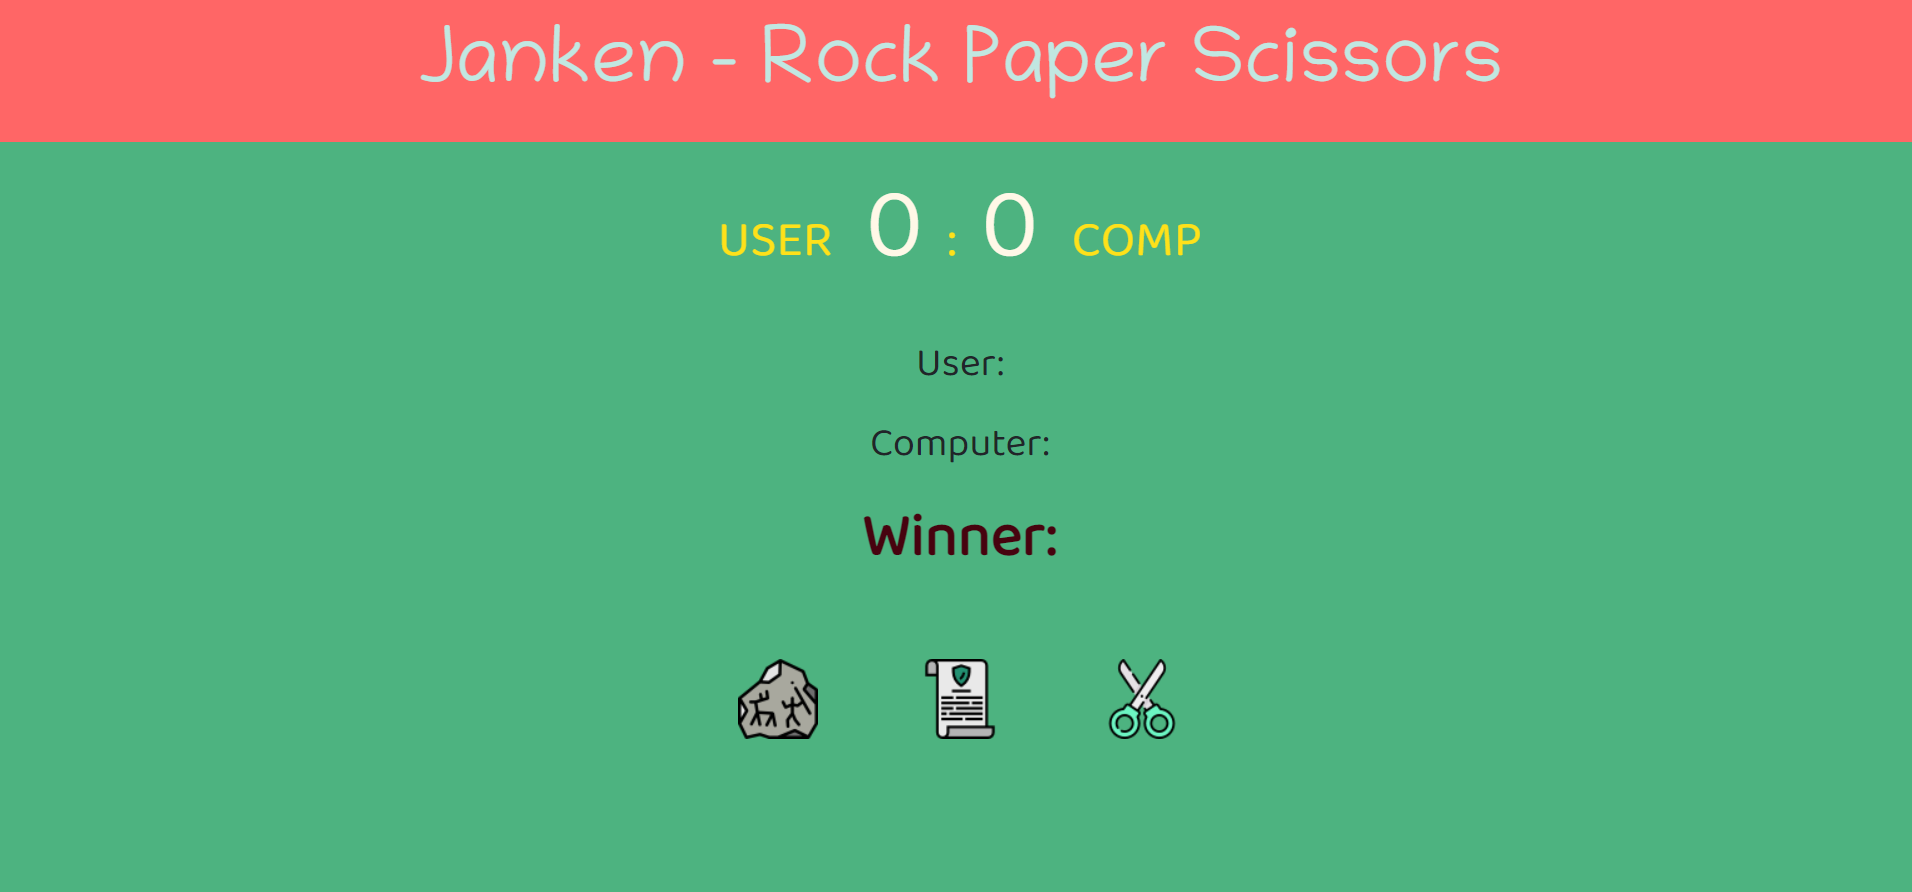 Janken - Rock Paper Scissors
USER 0 : 0 COMP
User:
Computer:
Winner: